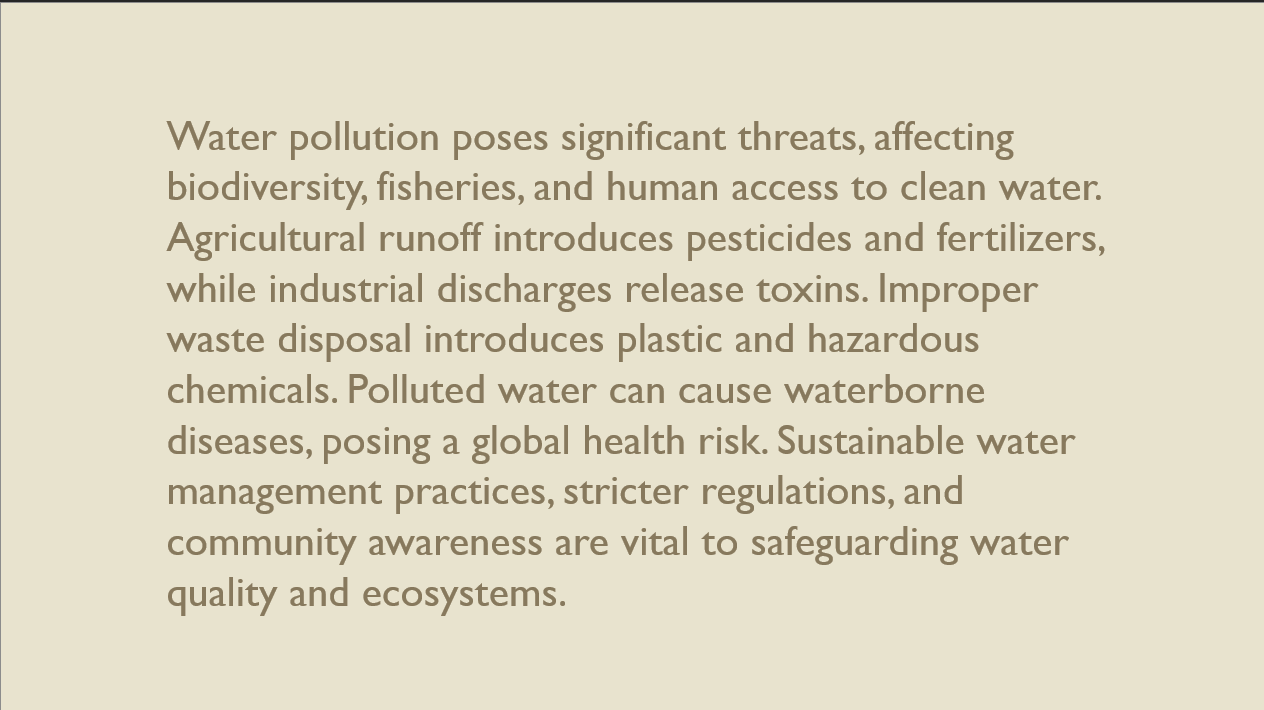 Water pollution poses significant threats, affecting
biodiversity, fisheries, and human access to clean water.
Agricultural runoff introduces pesticides and fertilizers,
while industrial discharges release toxins. Improper
waste disposal introduces plastic and hazardous
chemicals. Polluted water can cause waterborne
diseases, posing a global health risk. Sustainable water
management practices, stricter regulations, and
community awareness are vital to safeguarding water
quality and ecosystems.